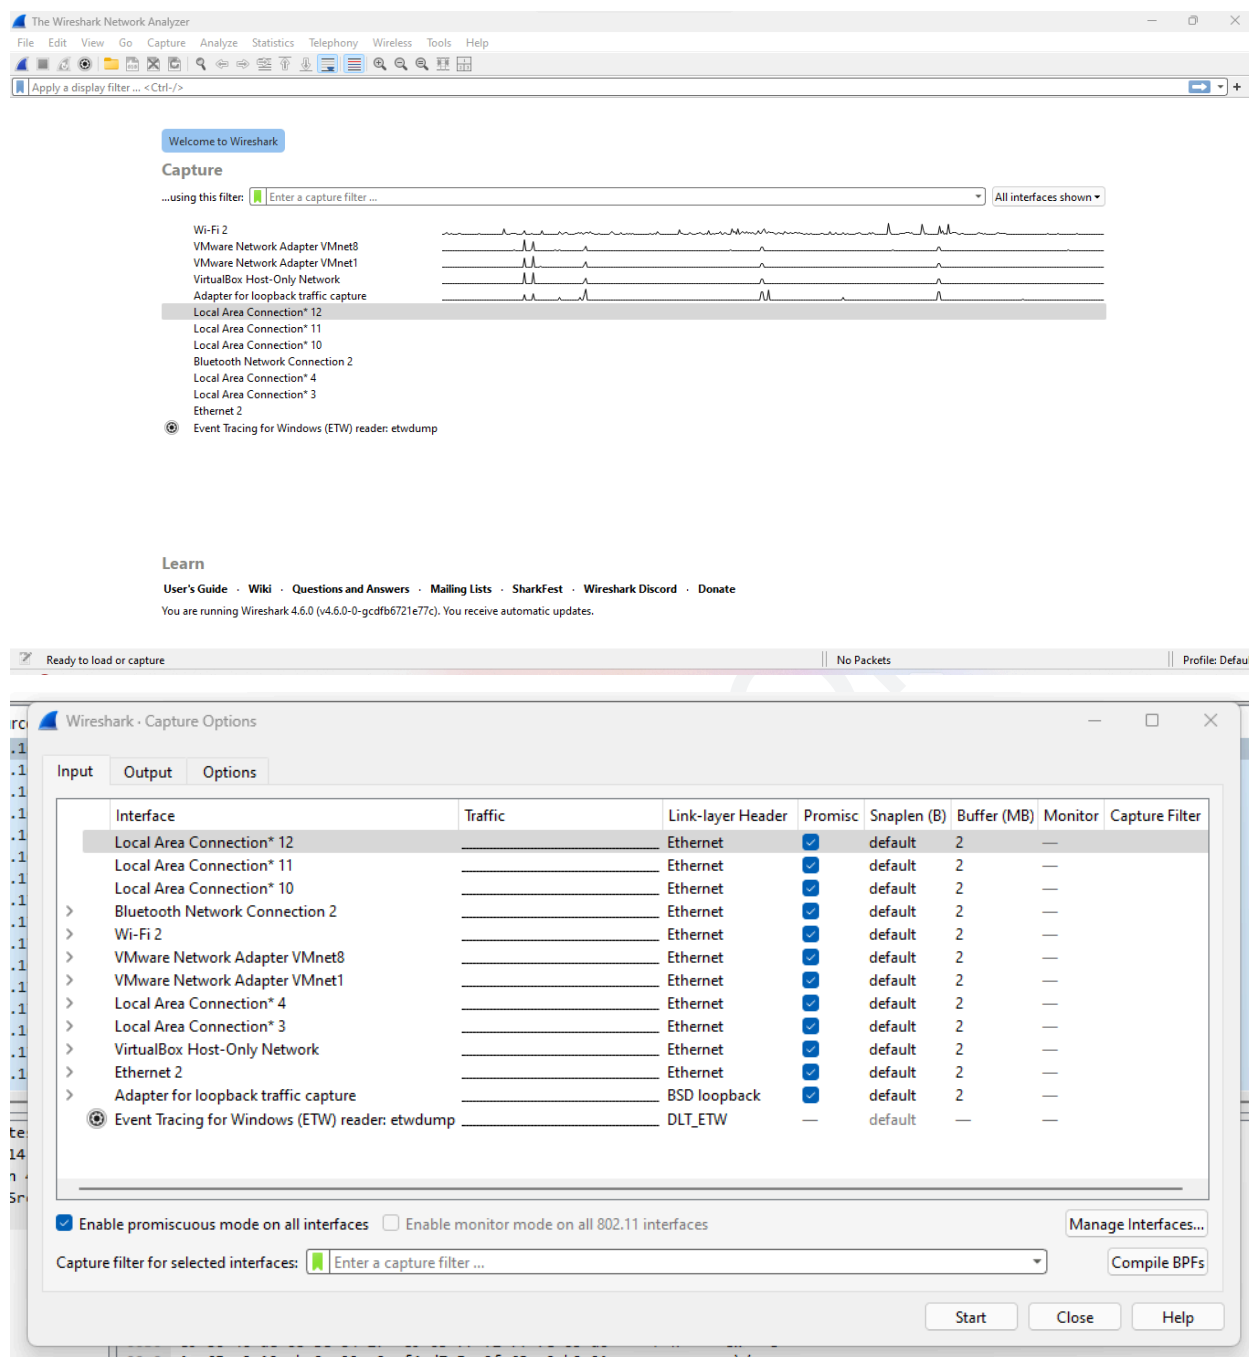 The Wireshark Network Analyzer
File Edit View Go Capture Analyze Statistics Telephony Wireless Tools Help
Apply a display filter ... <Ctrl-/>
Welcome to Wireshark
Capture
...using this filter: Enter a capture filter ... All interfaces shown
Wi-Fi 2
VMware Network Adapter VMnet8
VMware Network Adapter VMnet1
VirtualBox Host-Only Network
Adapter for loopback traffic capture
Local Area Connection* 12
Local Area Connection* 11
Local Area Connection* 10
Bluetooth Network Connection 2
Local Area Connection* 4
Local Area Connection* 3
Ethernet 2
Event Tracing for Windows (ETW) reader: etwdump
Learn
User's Guide · Wiki · Questions and Answers · Mailing Lists · SharkFest · Wireshark Discord · Donate
You are running Wireshark 4.6.0 (v4.6.0-0-gcdfb6721e77c). You receive automatic updates.
Ready to load or capture No Packets Profile: Defau
Wireshark · Capture Options
Input Output Options
Interface Traffic Link-layer Header Promisc Snaplen (B) Buffer (MB) Monitor Capture Filter
Local Area Connection* 12 Ethernet default 2 —
Local Area Connection* 11 Ethernet default 2 —
Local Area Connection* 10 Ethernet default 2 —
Bluetooth Network Connection 2 Ethernet default 2 —
Wi-Fi 2 Ethernet default 2 —
VMware Network Adapter VMnet8 Ethernet default 2 —
VMware Network Adapter VMnet1 Ethernet default 2 —
Local Area Connection* 4 Ethernet default 2 —
Local Area Connection* 3 Ethernet default 2 —
VirtualBox Host-Only Network Ethernet default 2 —
Ethernet 2 Ethernet default 2 —
Adapter for loopback traffic capture BSD loopback default 2 —
Event Tracing for Windows (ETW) reader: etwdump DLT_ETW — default — —
Enable promiscuous mode on all interfaces Enable monitor mode on all 802.11 interfaces Manage Interfaces...
Capture filter for selected interfaces: Enter a capture filter ... Compile BPFs
Start Close Help